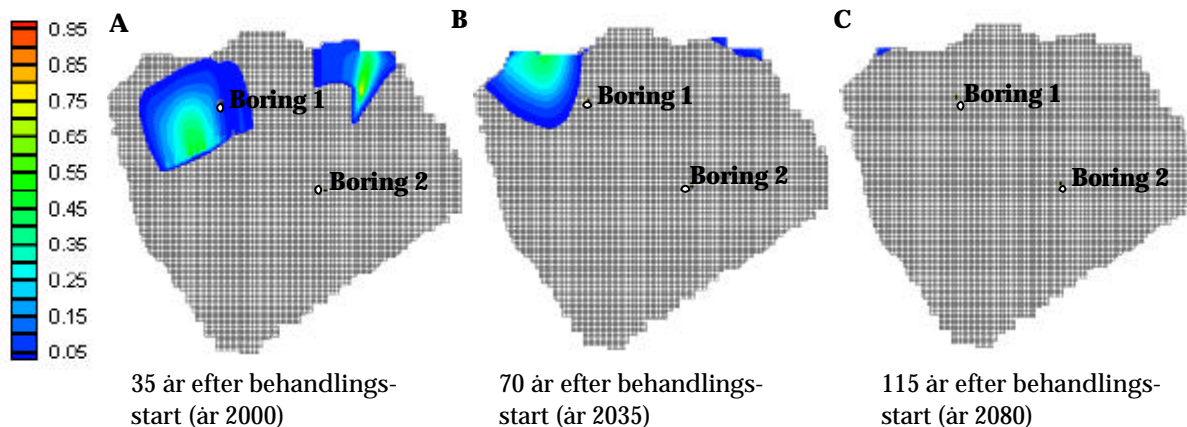 A
B
C
0.95
0.85
0.75
0.65
0.55
0.45
0.35
0.25
0.15
0.05
Boring 1
Boring 2
Boring 1
Boring 2
Boring 1
Boring 2
35 år efter behandlings-
start (år 2000)
70 år efter behandlings-
start (år 2035)
115 år efter behandlings-
start (år 2080)